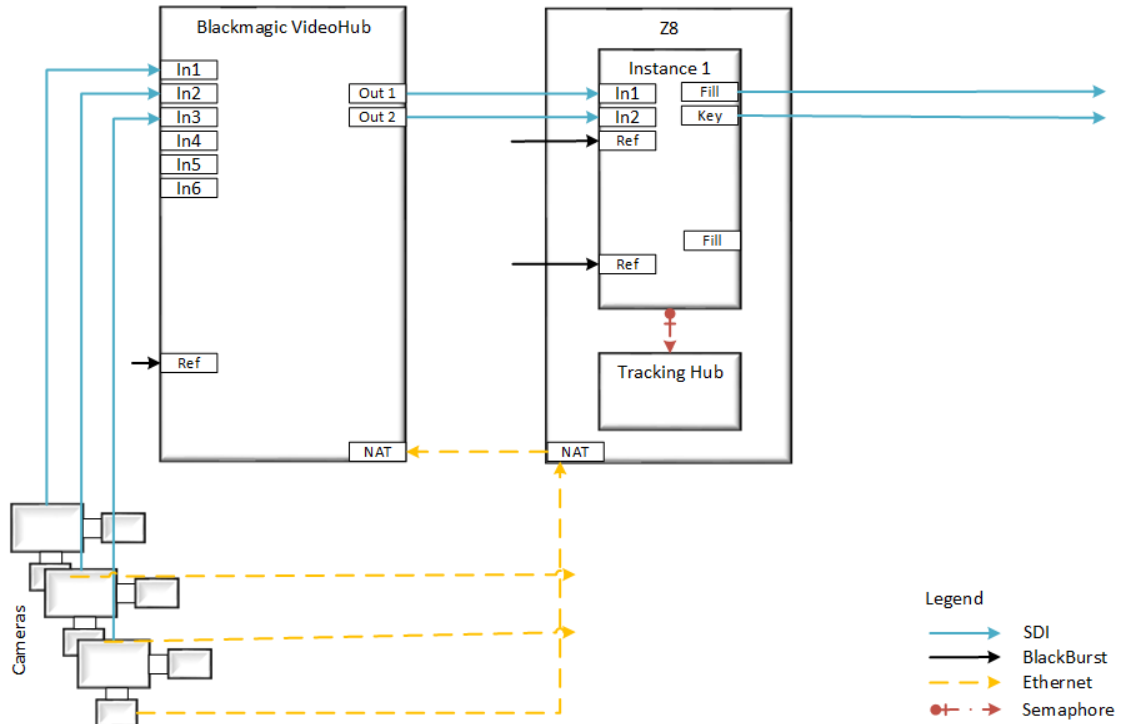 Blackmagic VideoHub
In1
In2
In3
In4
In5
In6
Out 1
Out 2
Ref
NAT
Z8
Instance 1
In1
In2
Ref
Fill
Key
Fill
Ref
Tracking Hub
NAT
Cameras
Legend
SDI
BlackBurst
Ethernet
Semaphore